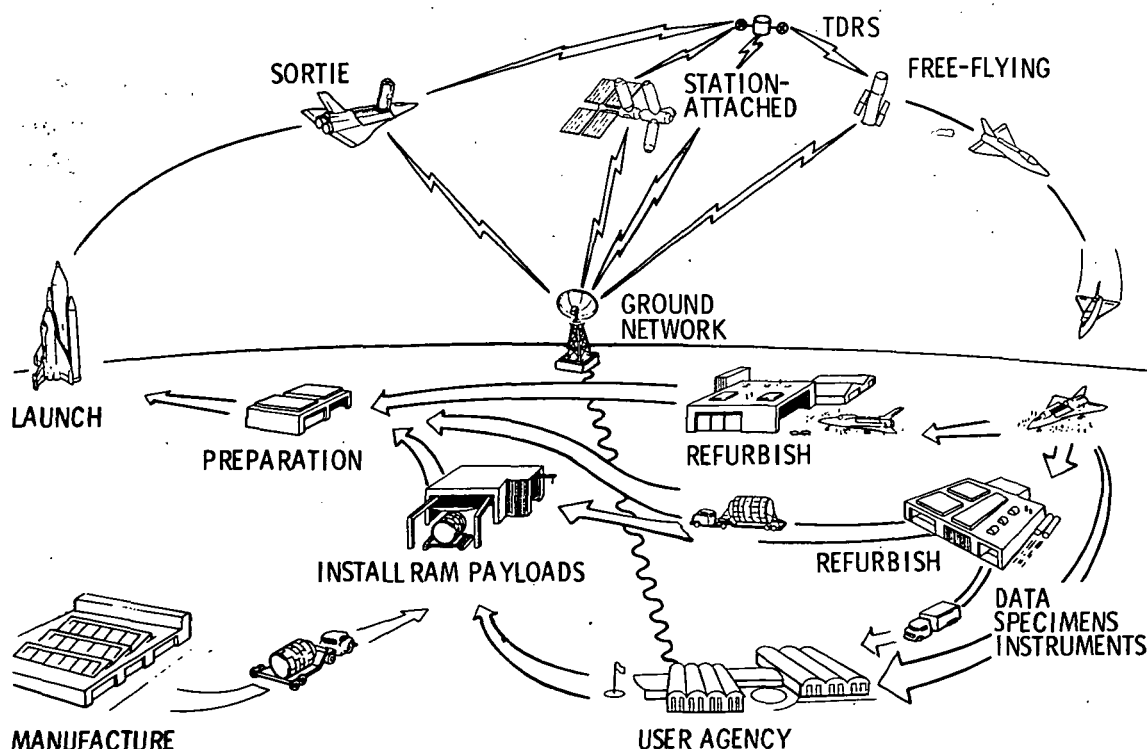 TDRS
SORTIE
STATION-
ATTACHED
FREE-FLYING
GROUND
NETWORK
LAUNCH
PREPARATION
REFURBISH
INSTALL RAM PAYLOADS
REFURBISH
DATA
SPECIMENS
INSTRUMENTS
MANUFACTURE
USER AGENCY